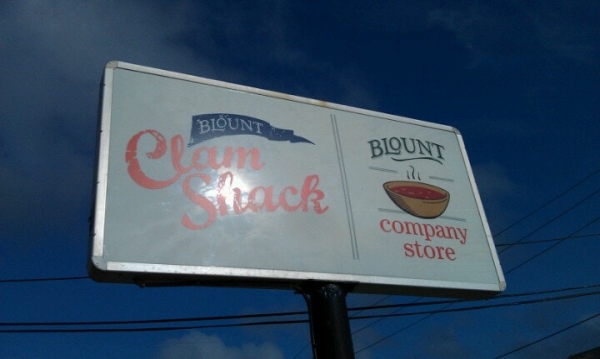 BLOUNT
Clam
Shack
BLOUNT
company
store